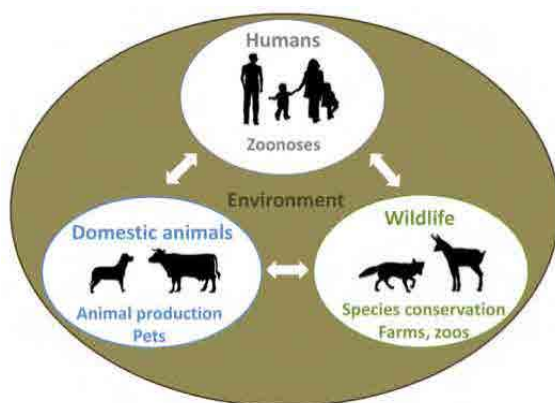 Humans
Zoonoses
Environment
Domestic animals
Animal production
Pets
Wildlife
Species conservation
Farms, zoos